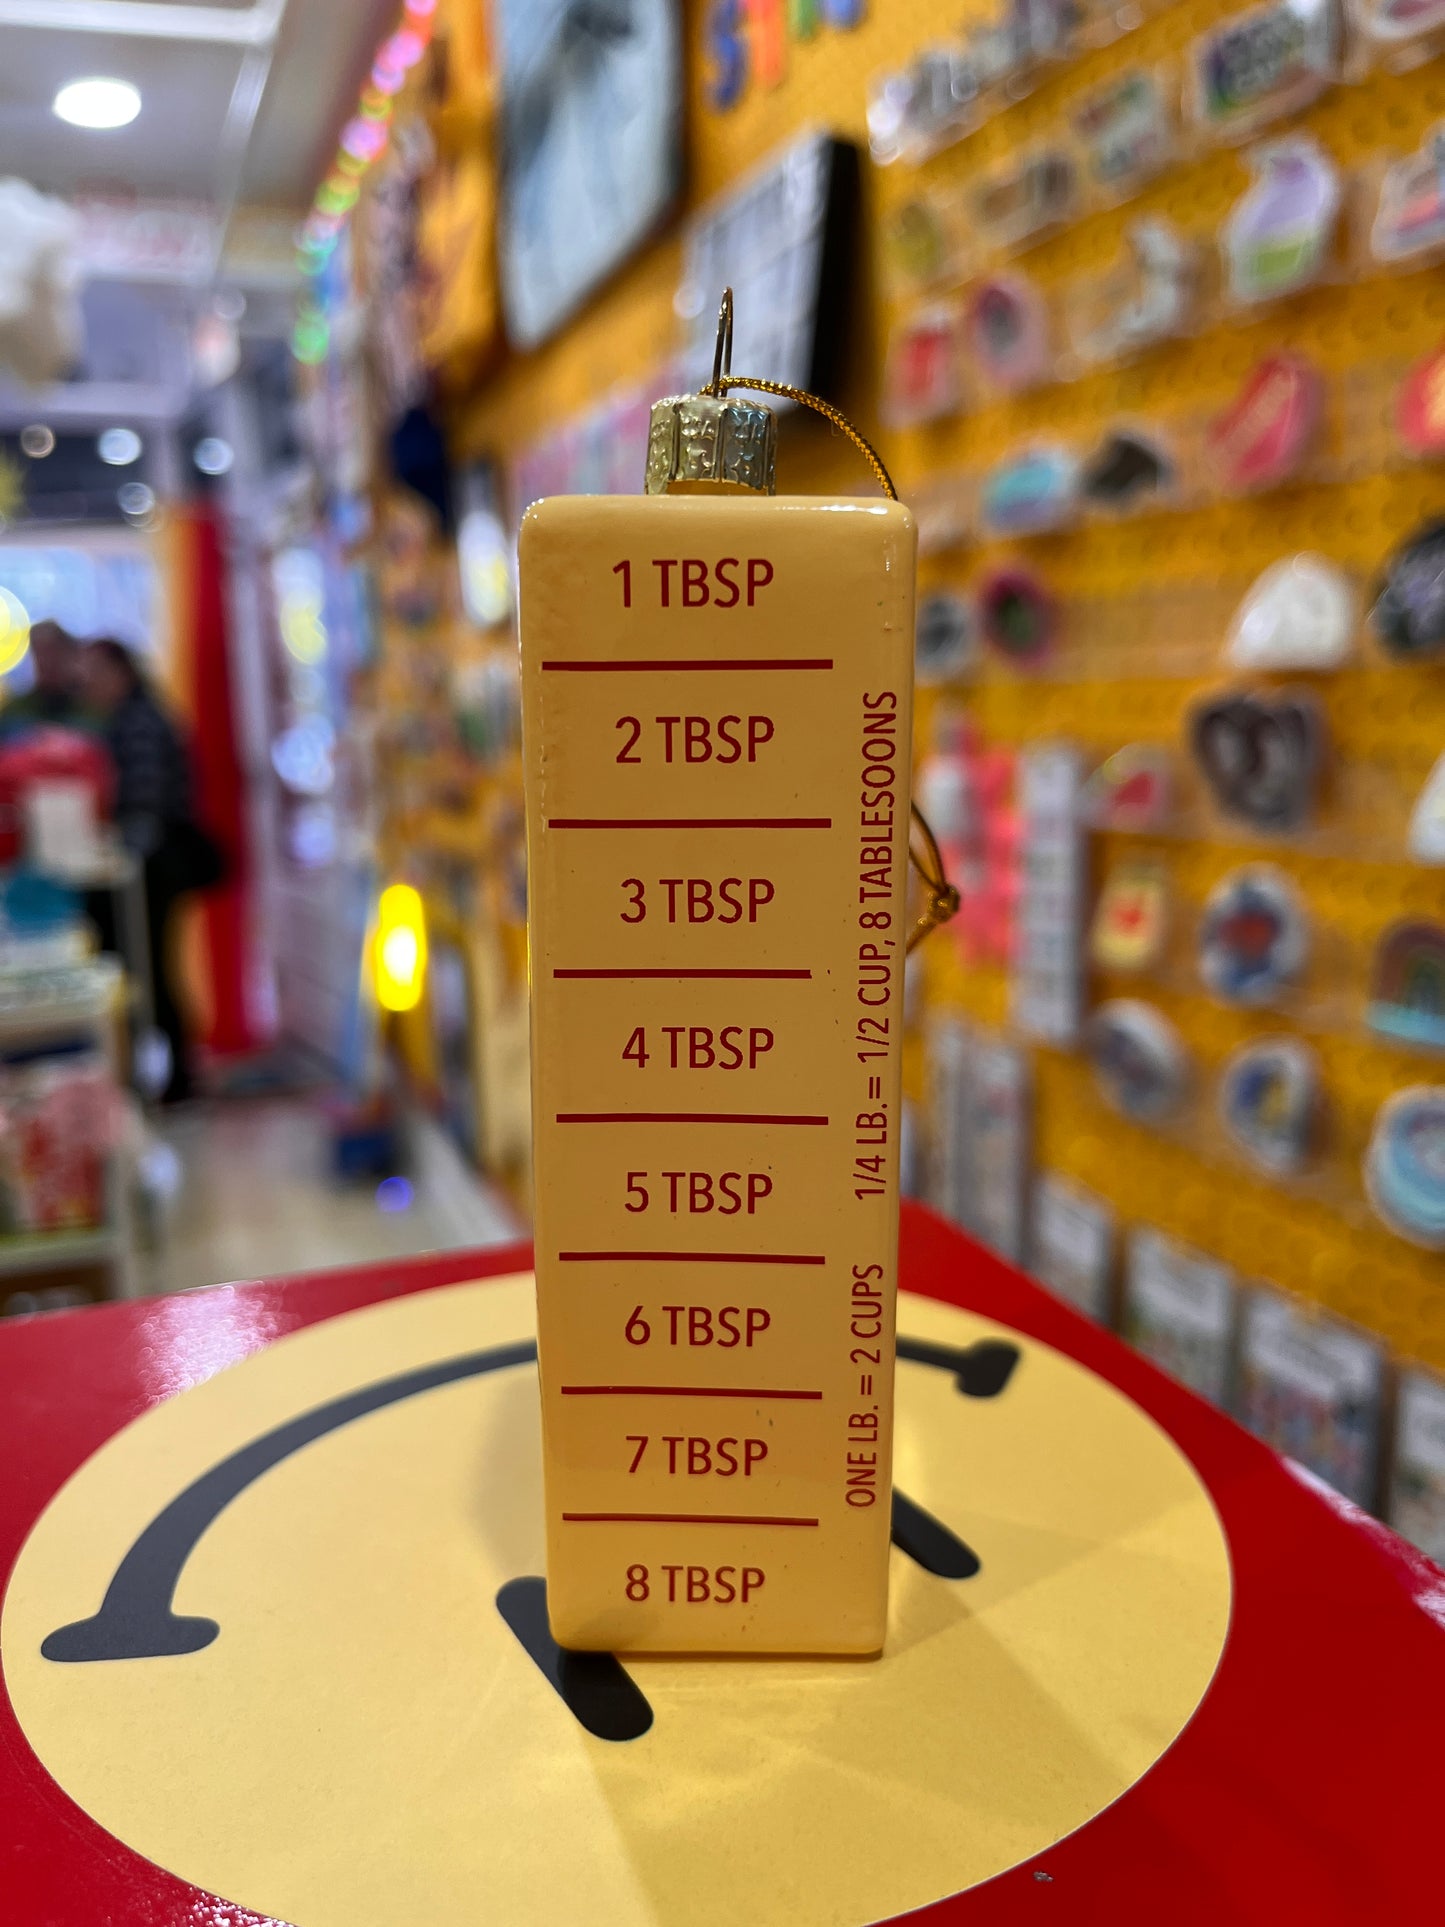 1 TBSP
2 TBSP
3 TBSP
4 TBSP
5 TBSP
6 TBSP
7 TBSP
8 TBSP
ONE LB. = 2 CUPS 1/4 LB. = 1/2 CUP, 8 TABLESOONS